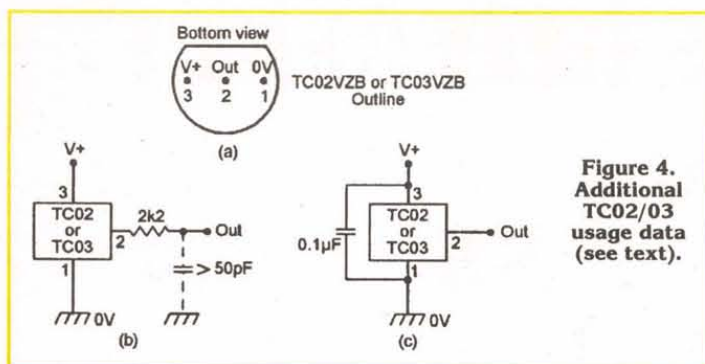 Bottom view
V+ Out 0V
3 2 1
TC02VZB or TC03VZB
Outline
(a)
V+
3
TC02
or
TC03
2
2k2
Out
> 50pF
1
0V
(b)
V+
3
0.1µF
TC02
or
TC03
2
Out
1
0V
(c)
Figure 4.
Additional
TC02/03
usage data
(see text).